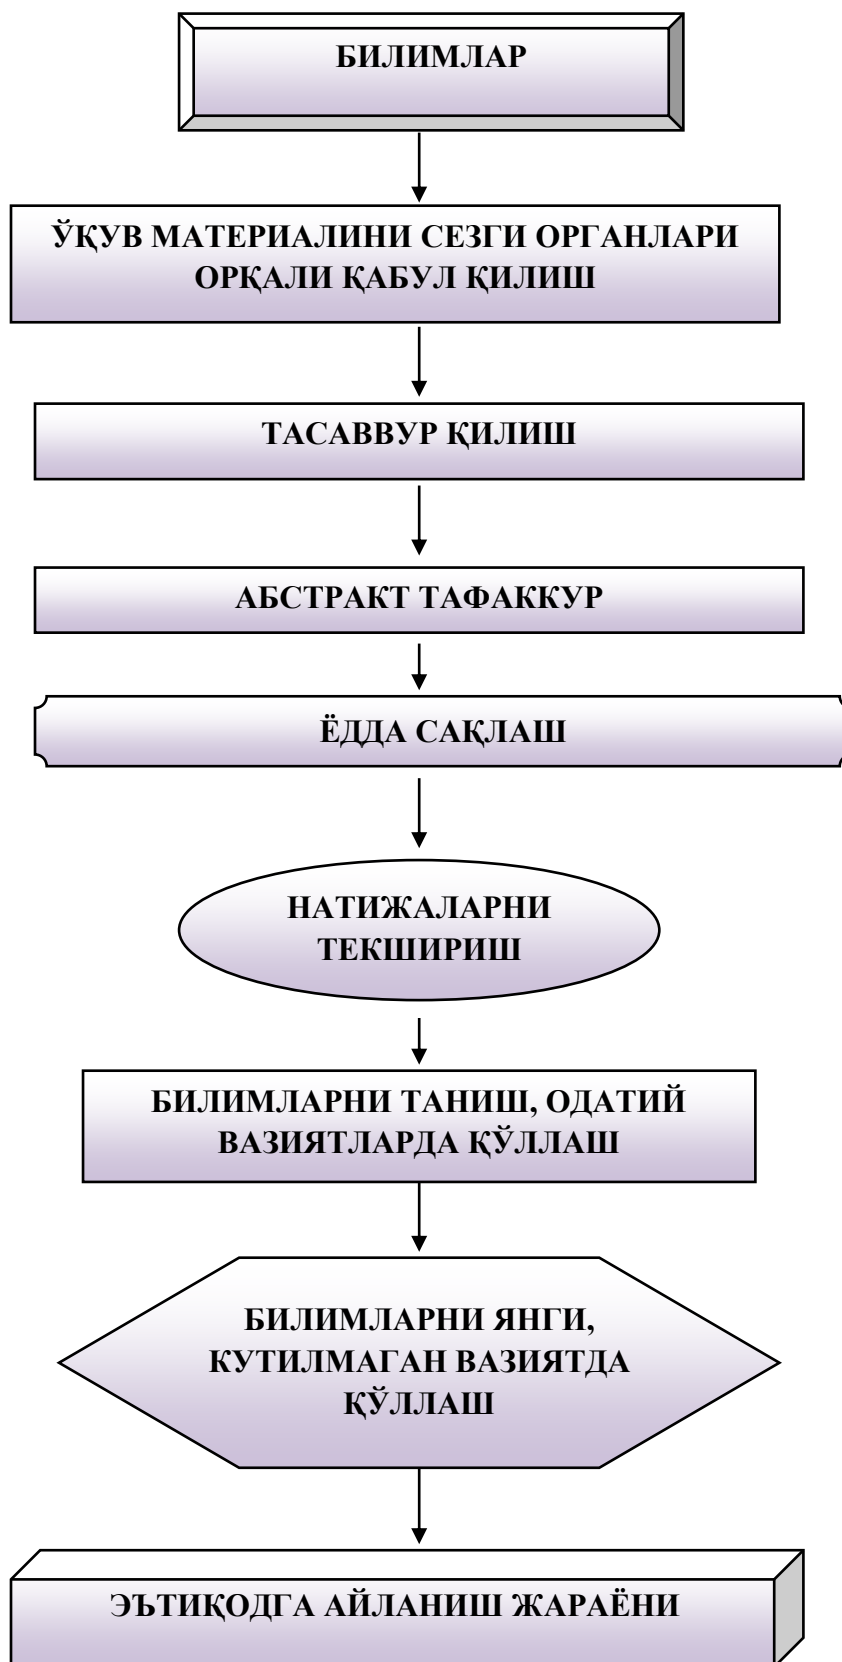 БИЛИМЛАР
ЎҚУВ МАТЕРИАЛИНИ СЕЗГИ ОРГАНЛАРИ
ОРҚАЛИ ҚАБУЛ ҚИЛИШ
ТАСАВВУР ҚИЛИШ
АБСТРАКТ ТАФАККУР
ЁДДА САҚЛАШ
НАТИЖАЛАРНИ
ТЕКШИРИШ
БИЛИМЛАРНИ ТАНИШ, ОДАТИЙ
ВАЗИЯТЛАРДА ҚЎЛЛАШ
БИЛИМЛАРНИ ЯНГИ,
КУТИЛМАГАН ВАЗИЯТДА
ҚЎЛЛАШ
ЭЪТИҚОДГА АЙЛАНИШ ЖАРАЁНИ